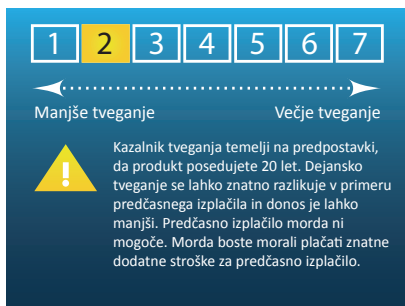 1 2 3 4 5 6 7
Manjše tveganje Večje tveganje
Kazalnik tveganja temelji na predpostavki,
da produkt posedujete 20 let. Dejansko
tveganje se lahko znatno razlikuje v primeru
predčasnega izplačila in donos je lahko
manjši. Predčasno izplačilo morda ni
mogoče. Morda boste morali plačati znatne
dodatne stroške za predčasno izplačilo.
!